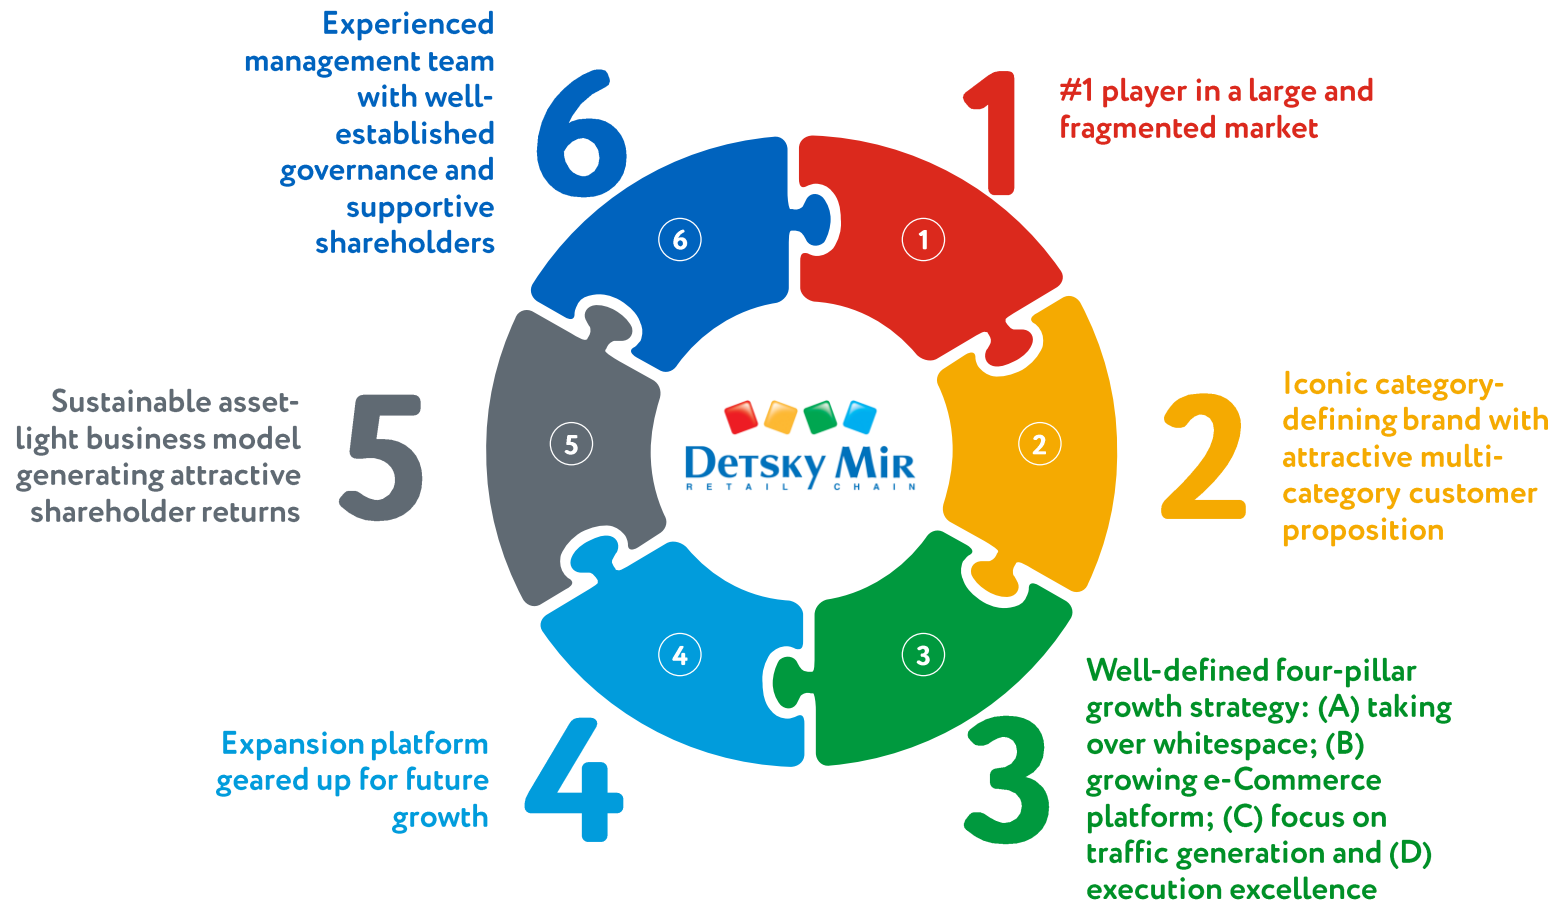 1
#1 player in a large and
fragmented market
2
Iconic category-
defining brand with
attractive multi-
category customer
proposition
3
Well-defined four-pillar
growth strategy: (A) taking
over whitespace; (B)
growing e-Commerce
platform; (C) focus on
traffic generation and (D)
execution excellence
4
Expansion platform
geared up for future
growth
5
Sustainable asset-
light business model
generating attractive
shareholder returns
6
Experienced
management team
with well-
established
governance and
supportive
shareholders
1
2
3
4
5
6
DETSKY MIR
RETAIL CHAIN